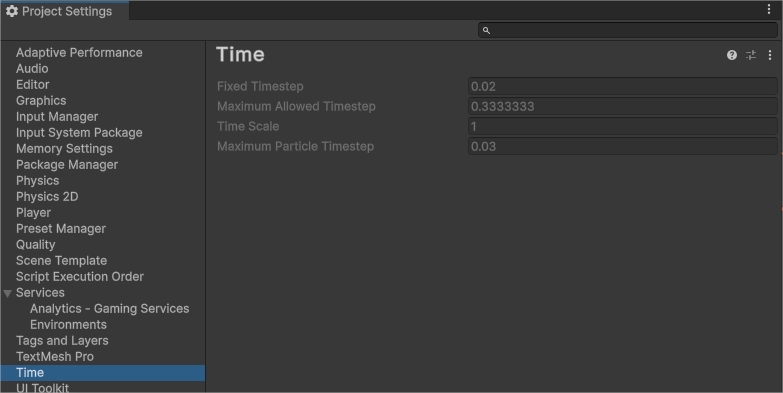 Project Settings
Adaptive Performance
Audio
Editor
Graphics
Input Manager
Input System Package
Memory Settings
Package Manager
Physics
Physics 2D
Player
Preset Manager
Quality
Scene Template
Script Execution Order
Services
Analytics - Gaming Services
Environments
Tags and Layers
TextMesh Pro
Time
UI Toolkit
Time
Fixed Timestep 0.02
Maximum Allowed Timestep 0.3333333
Time Scale 1
Maximum Particle Timestep 0.03